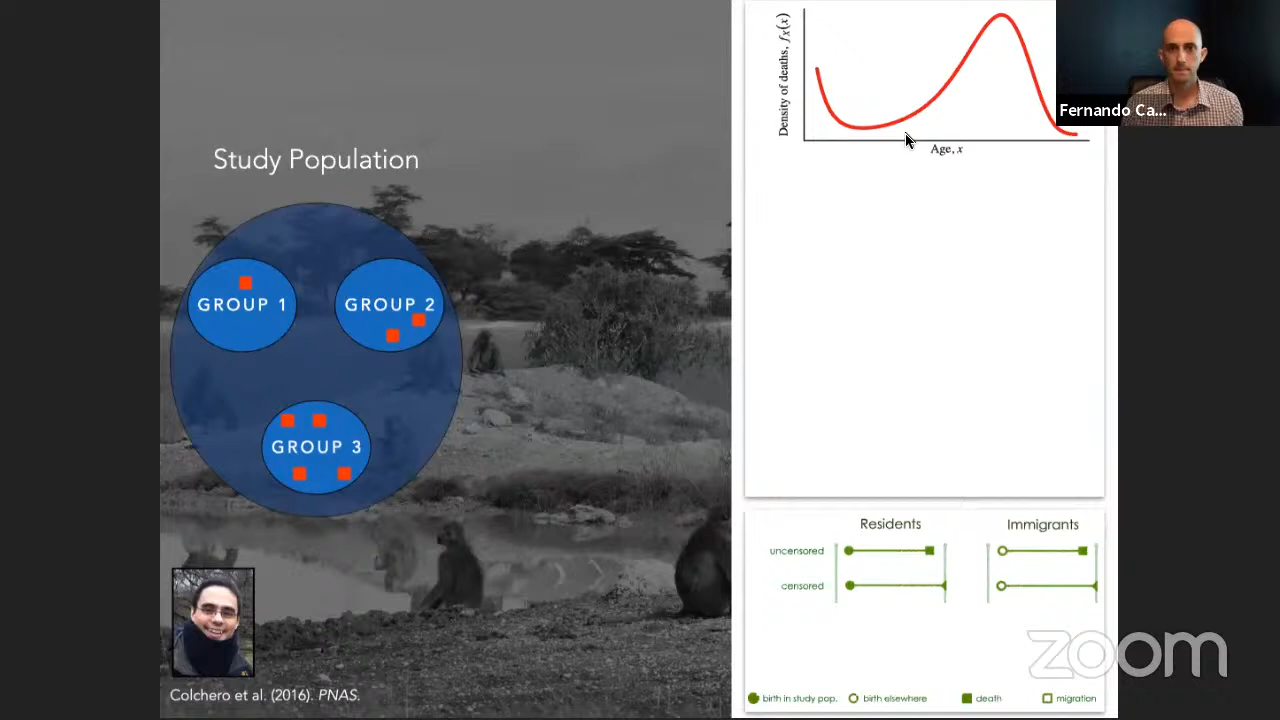 Study Population
GROUP 1
GROUP 2
GROUP 3
Colchero et al. (2016). PNAS.
Density of deaths, fX(x)
Age, x
Fernando Ca...
Residents
Immigrants
uncensored
censored
birth in study pop.
birth elsewhere
death
migration
zoom